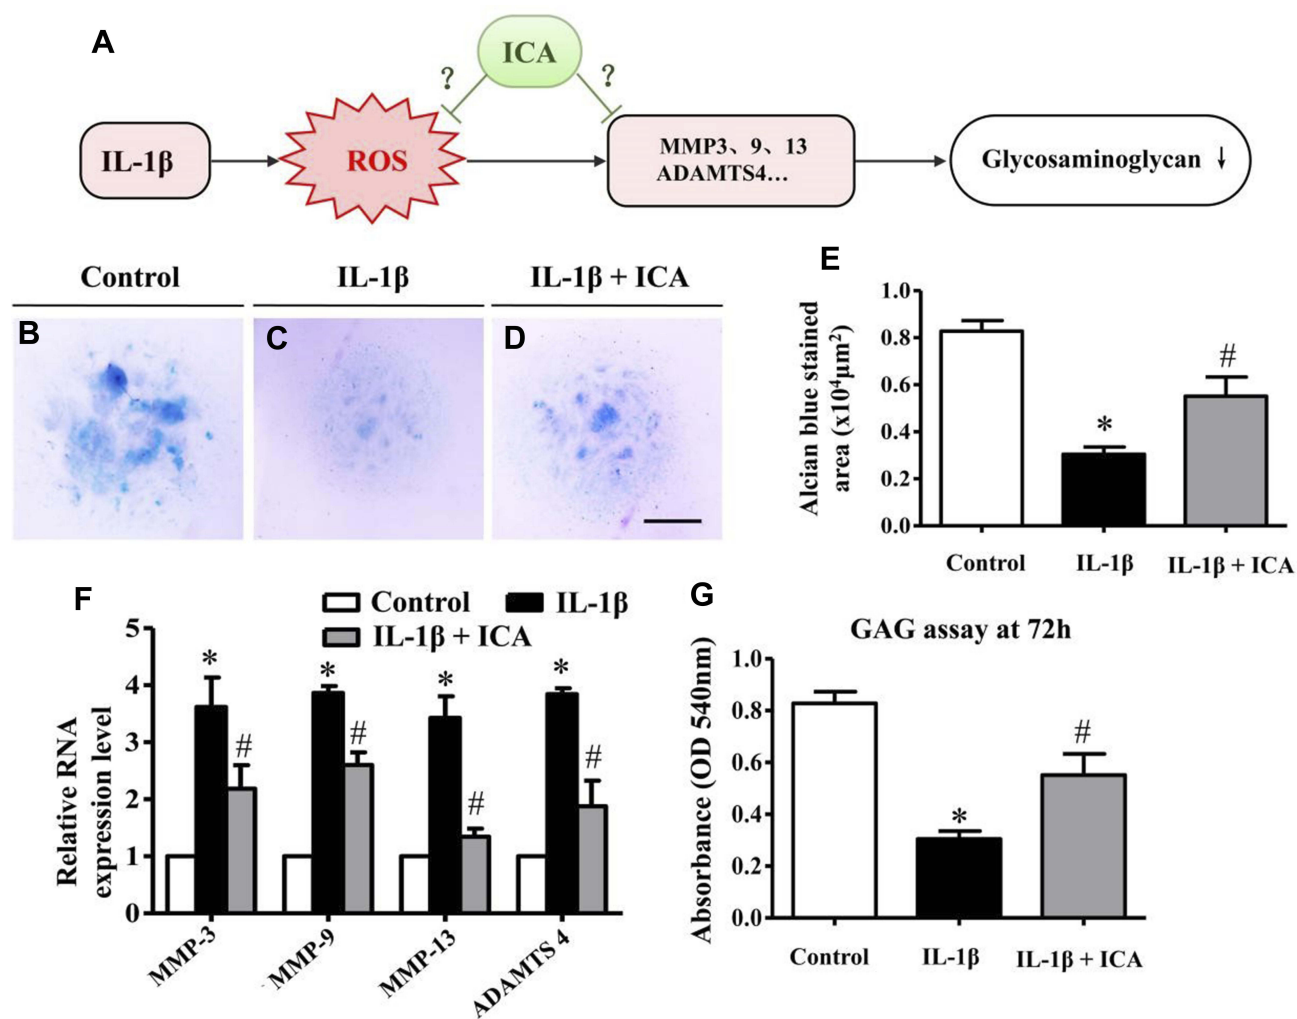 A
ICA
?
?
IL-1β
ROS
MMP3、9、13
ADAMTS4...
Glycosaminoglycan ↓
Control
IL-1β
IL-1β + ICA
B
C
D
E
Alcian blue stained
area (x10⁴μm²)
1.0
0.8
0.6
0.4
0.2
0.0
*
#
Control
IL-1β
IL-1β + ICA
F
Control
IL-1β
IL-1β + ICA
Relative RNA
expression level
5
4
3
2
1
0
*
#
*
#
*
#
*
#
MMP-3
MMP-9
MMP-13
ADAMTS 4
G
GAG assay at 72h
Absorbance (OD 540nm)
1.0
0.8
0.6
0.4
0.2
0.0
*
#
Control
IL-1β
IL-1β + ICA